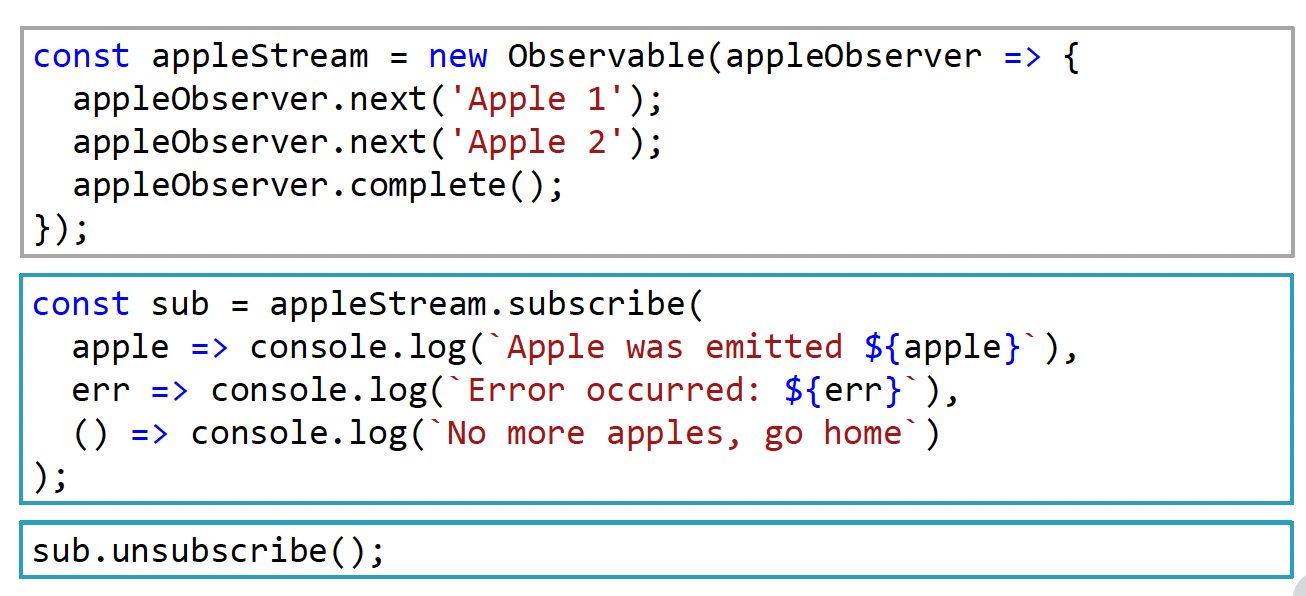 const appleStream = new Observable(appleObserver => {
  appleObserver.next('Apple 1');
  appleObserver.next('Apple 2');
  appleObserver.complete();
});
const sub = appleStream.subscribe(
  apple => console.log(`Apple was emitted ${apple}`),
  err => console.log(`Error occurred: ${err}`),
  () => console.log(`No more apples, go home`)
);
sub.unsubscribe();